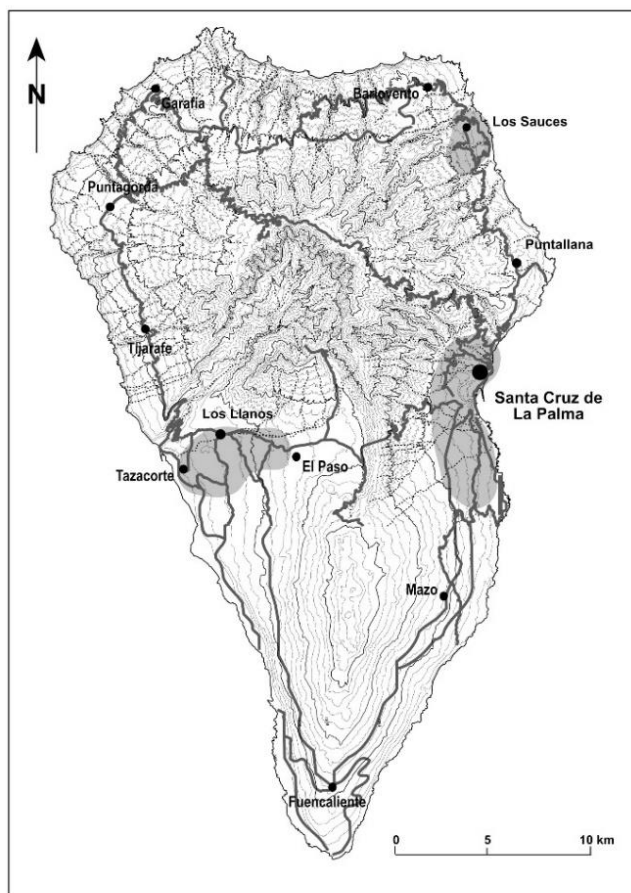 N
Garafía
Barlovento
Los Sauces
Puntagorda
Puntallana
Tijarafe
Santa Cruz de
La Palma
Los Llanos
El Paso
Tazacorte
Mazo
Fuencaliente
0 5 10 km